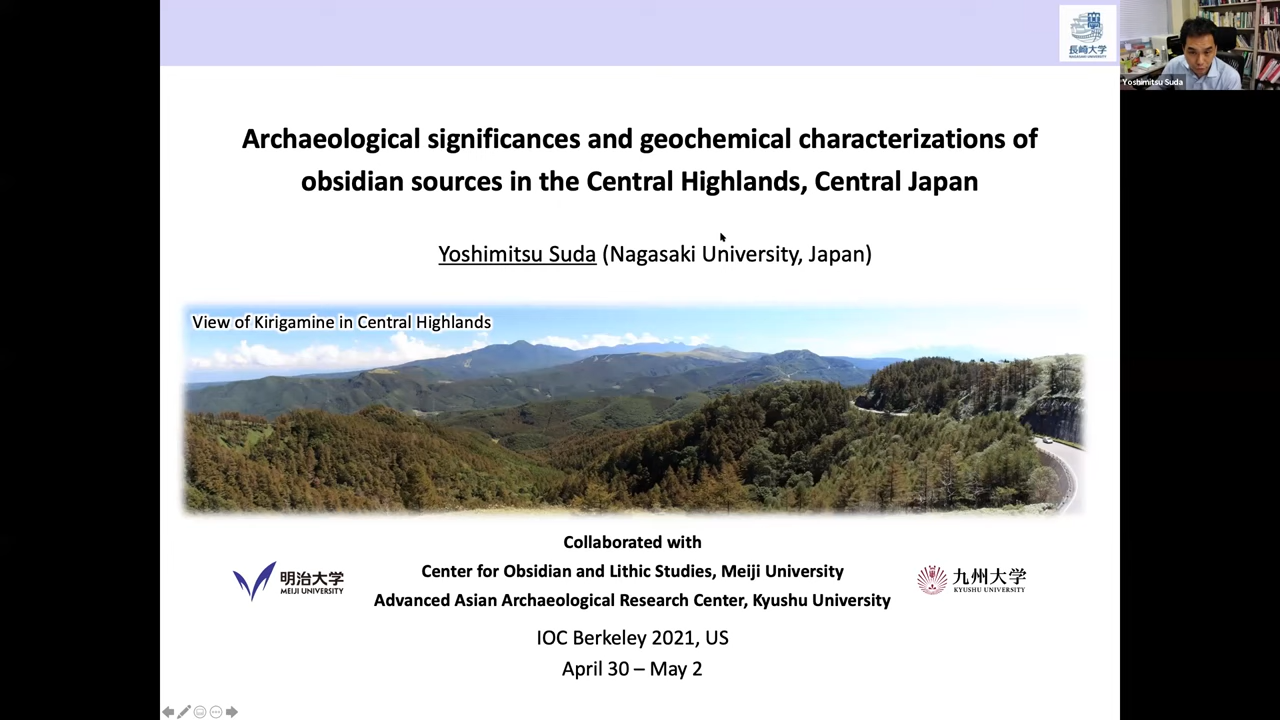 長崎大学
NAGASAKI UNIVERSITY
Yoshimitsu Suda
Archaeological significances and geochemical characterizations of
obsidian sources in the Central Highlands, Central Japan
Yoshimitsu Suda (Nagasaki University, Japan)
View of Kirigamine in Central Highlands
Collaborated with
Center for Obsidian and Lithic Studies, Meiji University
Advanced Asian Archaeological Research Center, Kyushu University
明治大学
MEIJI UNIVERSITY
九州大学
KYUSHU UNIVERSITY
IOC Berkeley 2021, US
April 30 – May 2